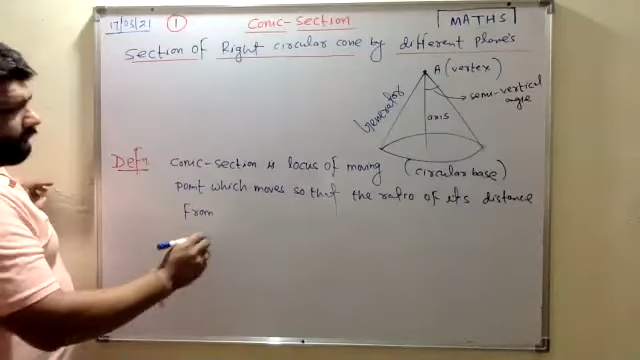 17/03/21 1 Conic-Section MATHS
Section of Right circular cone by different plane's
A (vertex)
semi-vertical angle
Generator
axis
(circular base)
Defn Conic-section is locus of moving
point which moves so that the ratio of its distance
from